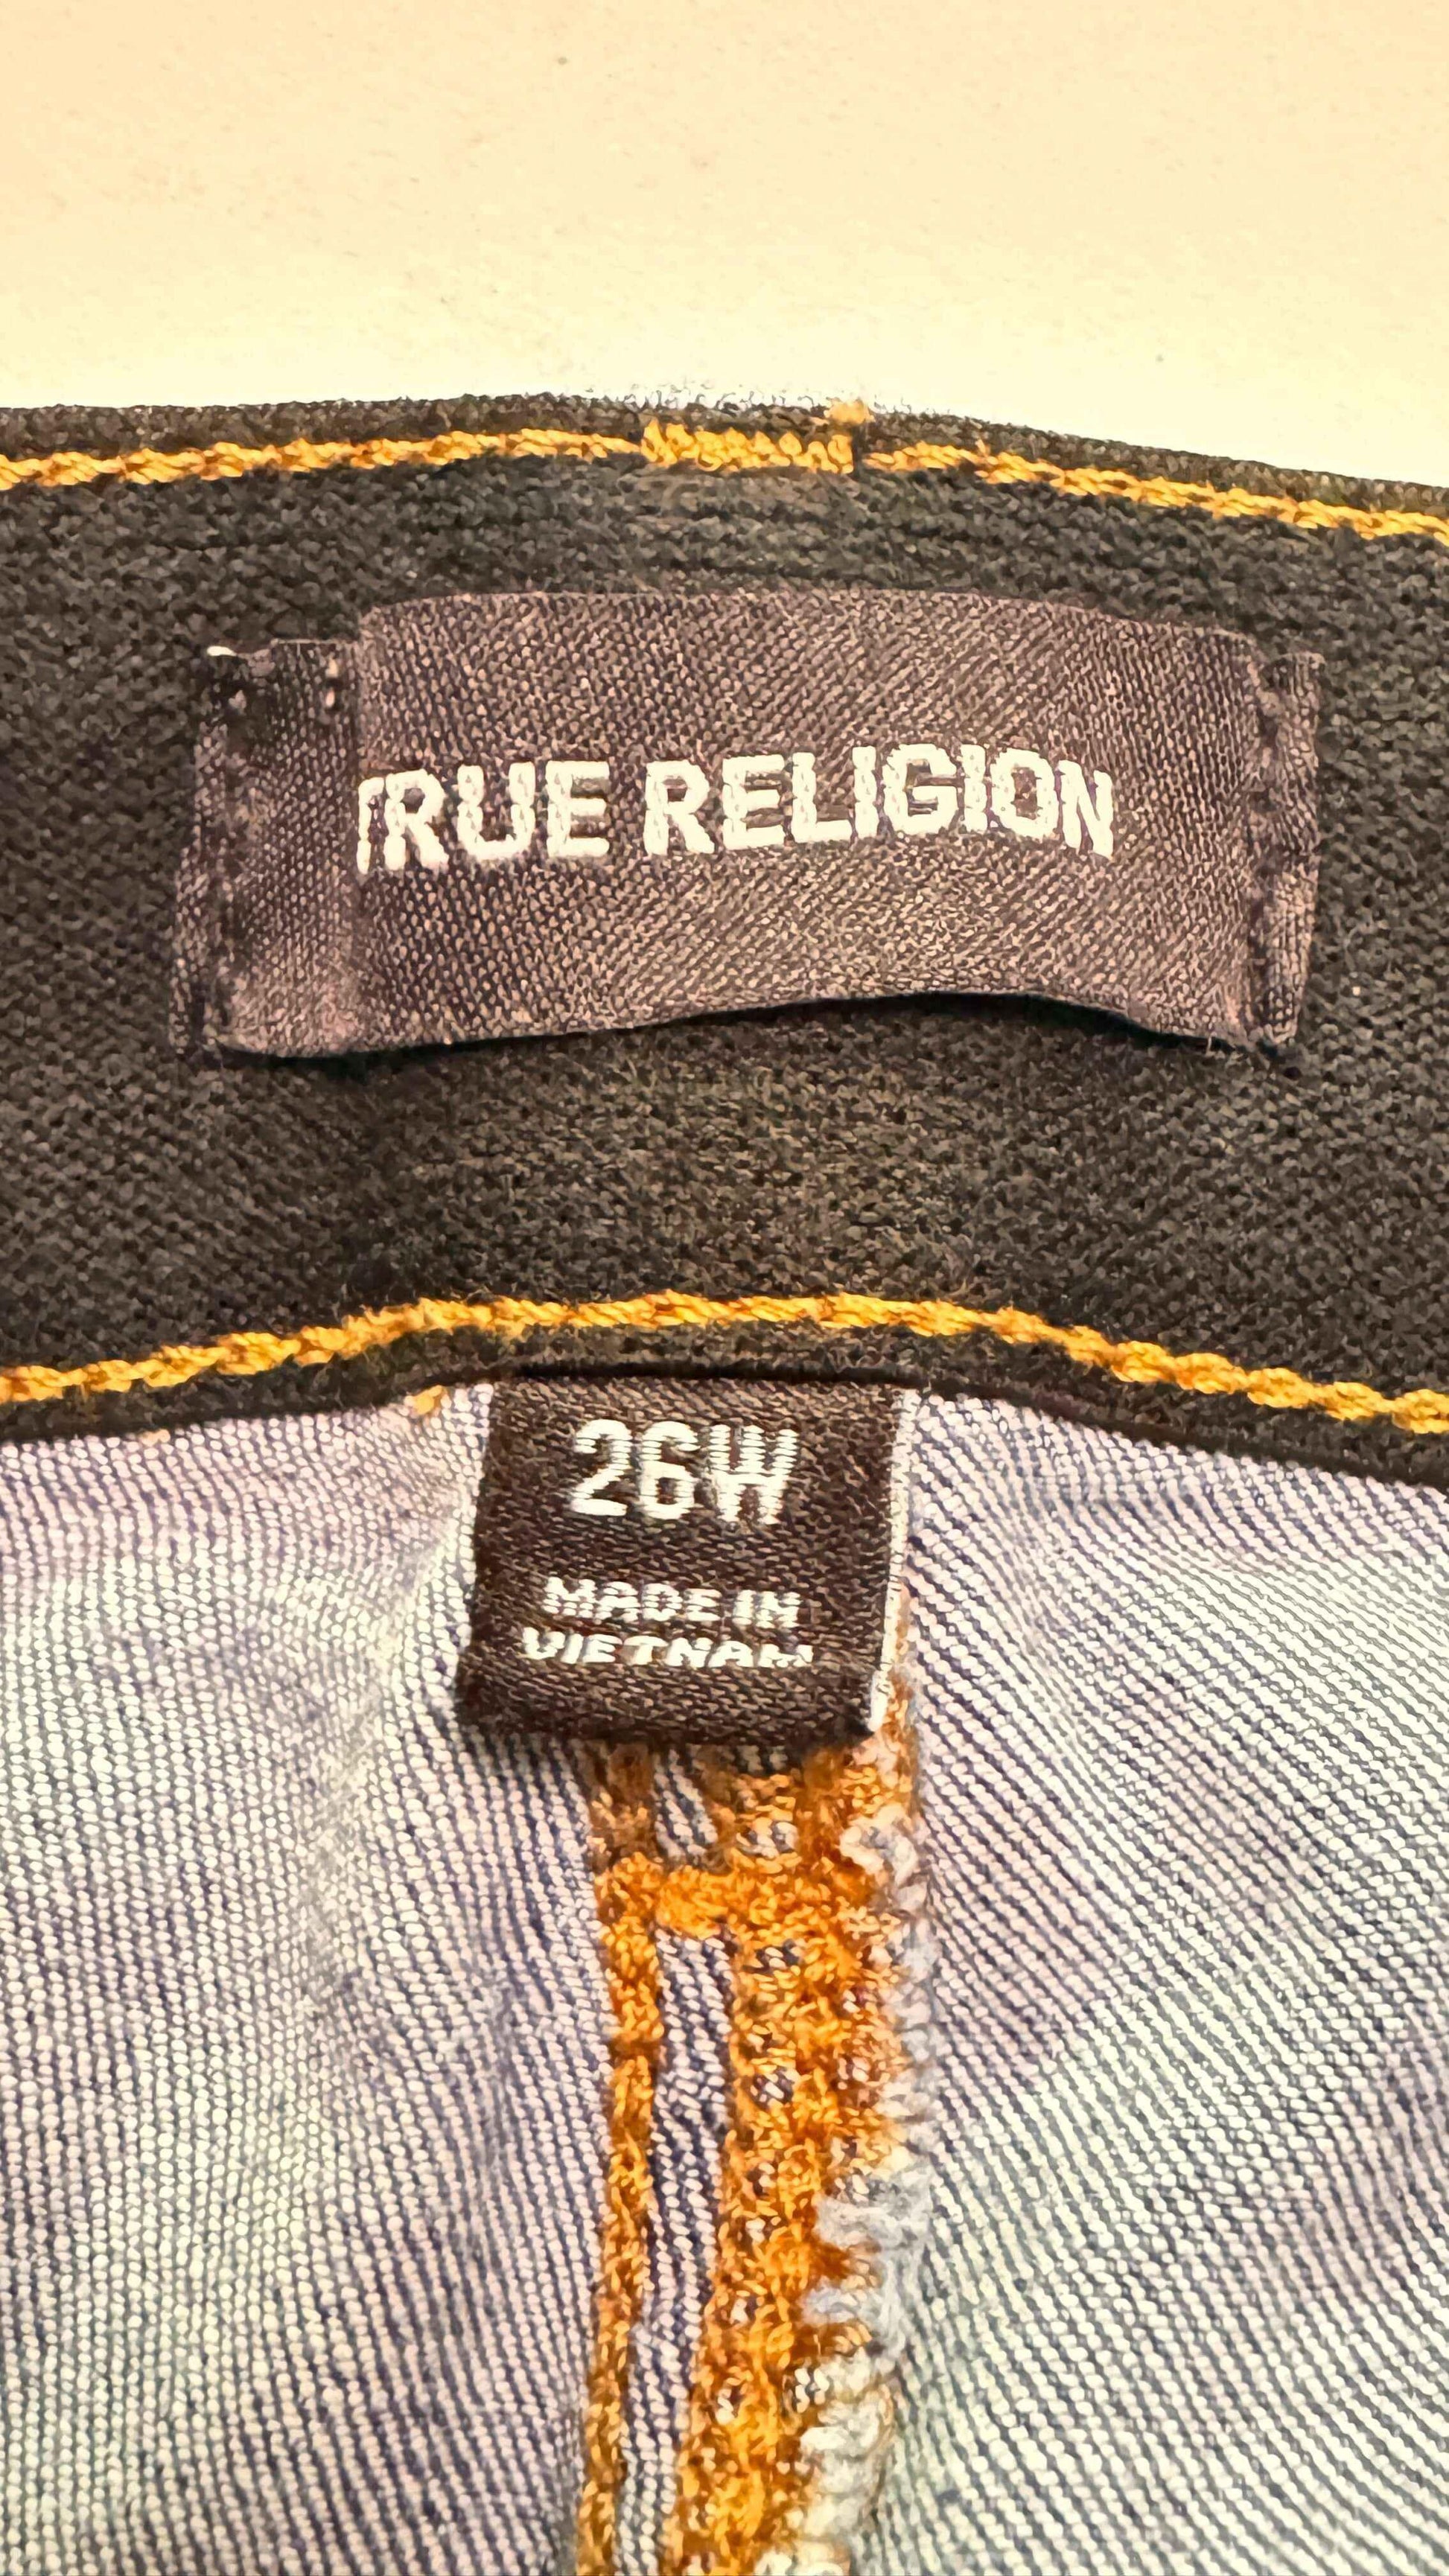 TRUE RELIGION
26W
MADE IN
VIETNAM